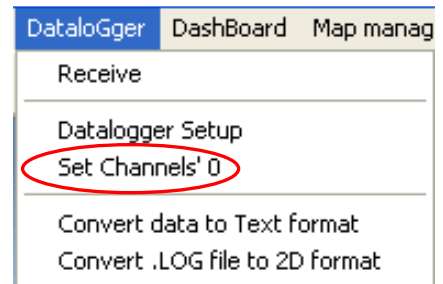 DataloGger DashBoard Map manag
Receive
Datalogger Setup
Set Channels' 0
Convert data to Text format
Convert .LOG file to 2D format